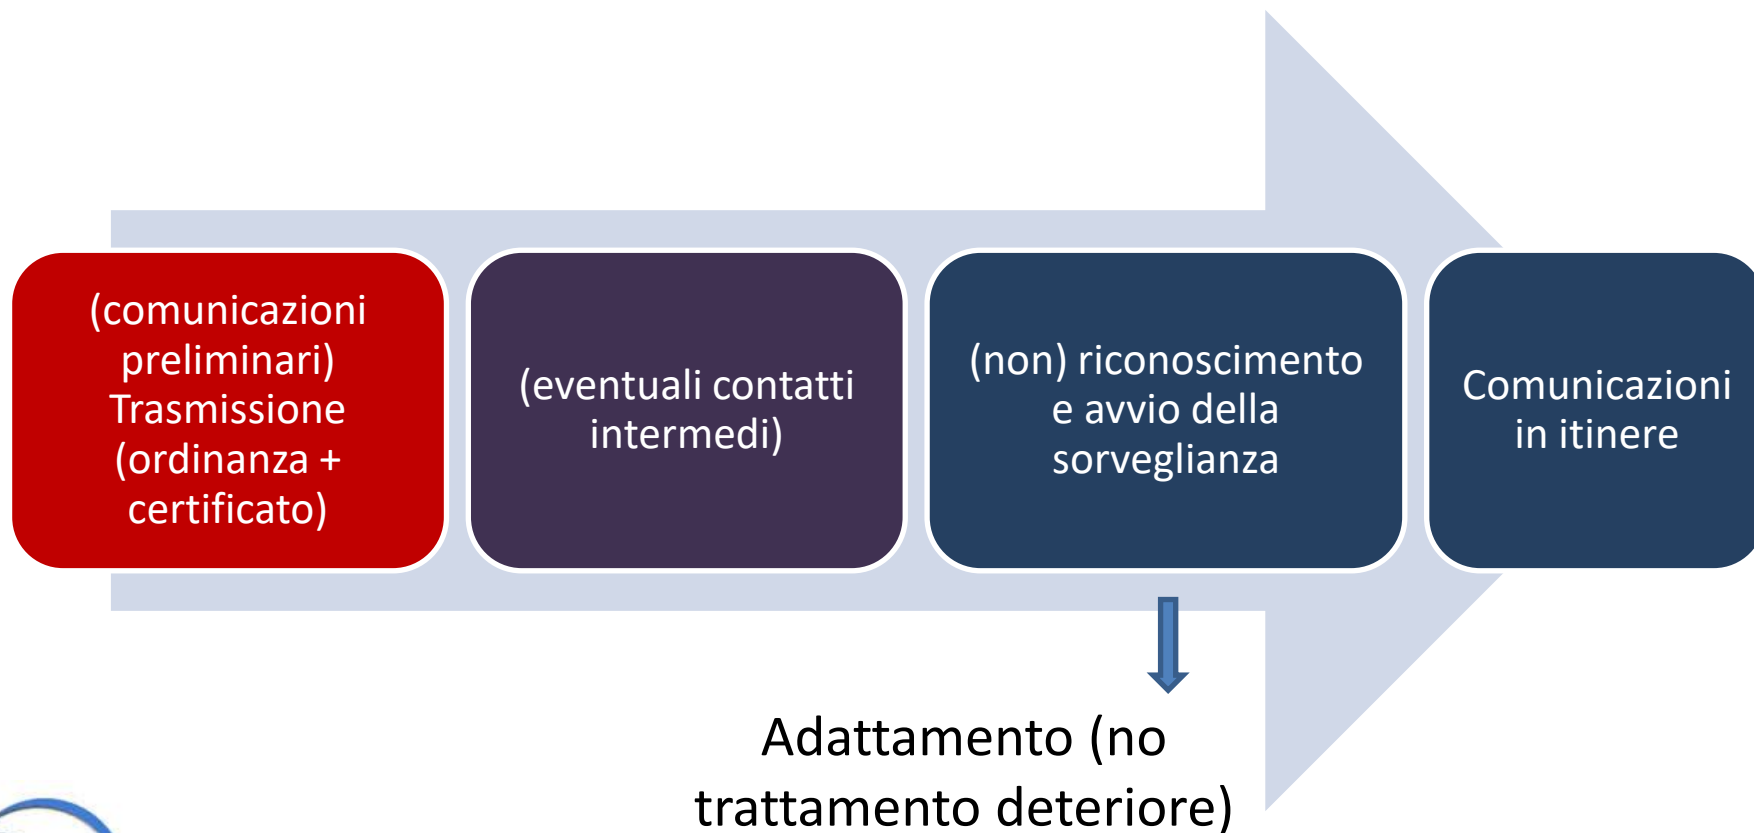 (comunicazioni
preliminari)
Trasmissione
(ordinanza +
certificato)
(eventuali contatti
intermedi)
(non) riconoscimento
e avvio della
sorveglianza
Comunicazioni
in itinere
Adattamento (no
trattamento deteriore)